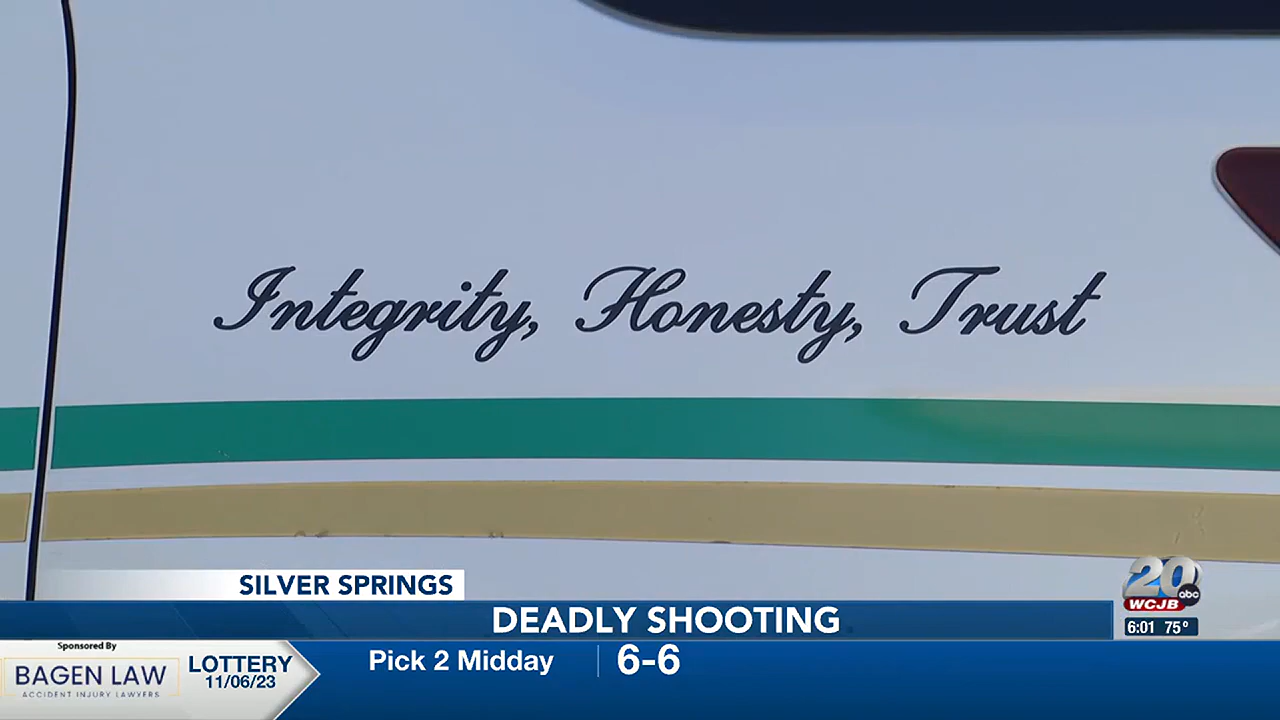 Integrity, Honesty, Trust
SILVER SPRINGS
DEADLY SHOOTING
20
abc
WCJB
6:01 75°
Sponsored By
BAGEN LAW
ACCIDENT INJURY LAWYERS
LOTTERY
11/06/23
Pick 2 Midday 6-6